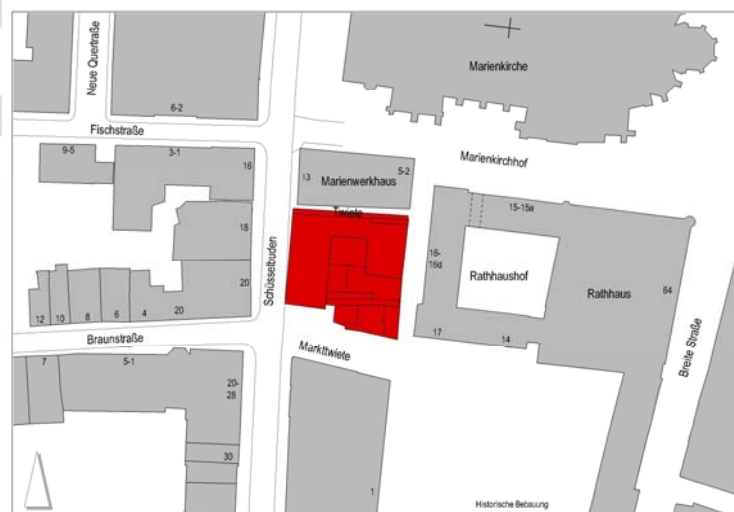 Neue Querstraße
6-2
Marienkirche
Fischstraße
9-5
3-1
16
Marienkirchhof
13
Marienwerkhaus
5-2
Twiete
15-15e
18
16-
16d
Rathhaushof
Rathhaus
64
20
Schüsselbuden
12
10
8
6
4
20
17
14
Braunstraße
Markttwiete
Breite Straße
7
5-1
20-
28
30
1
Historische Bebauung